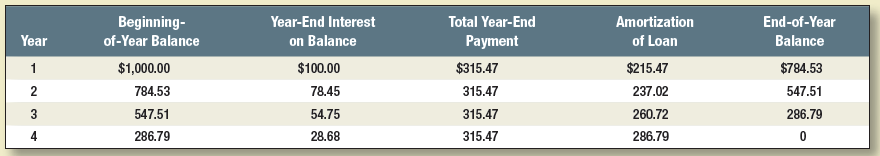 Beginning- Year-End Interest Total Year-End Amortization End-of-Year
Year of-Year Balance on Balance Payment of Loan Balance
1 $1,000.00 $100.00 $315.47 $215.47 $784.53
2 784.53 78.45 315.47 237.02 547.51
3 547.51 54.75 315.47 260.72 286.79
4 286.79 28.68 315.47 286.79 0